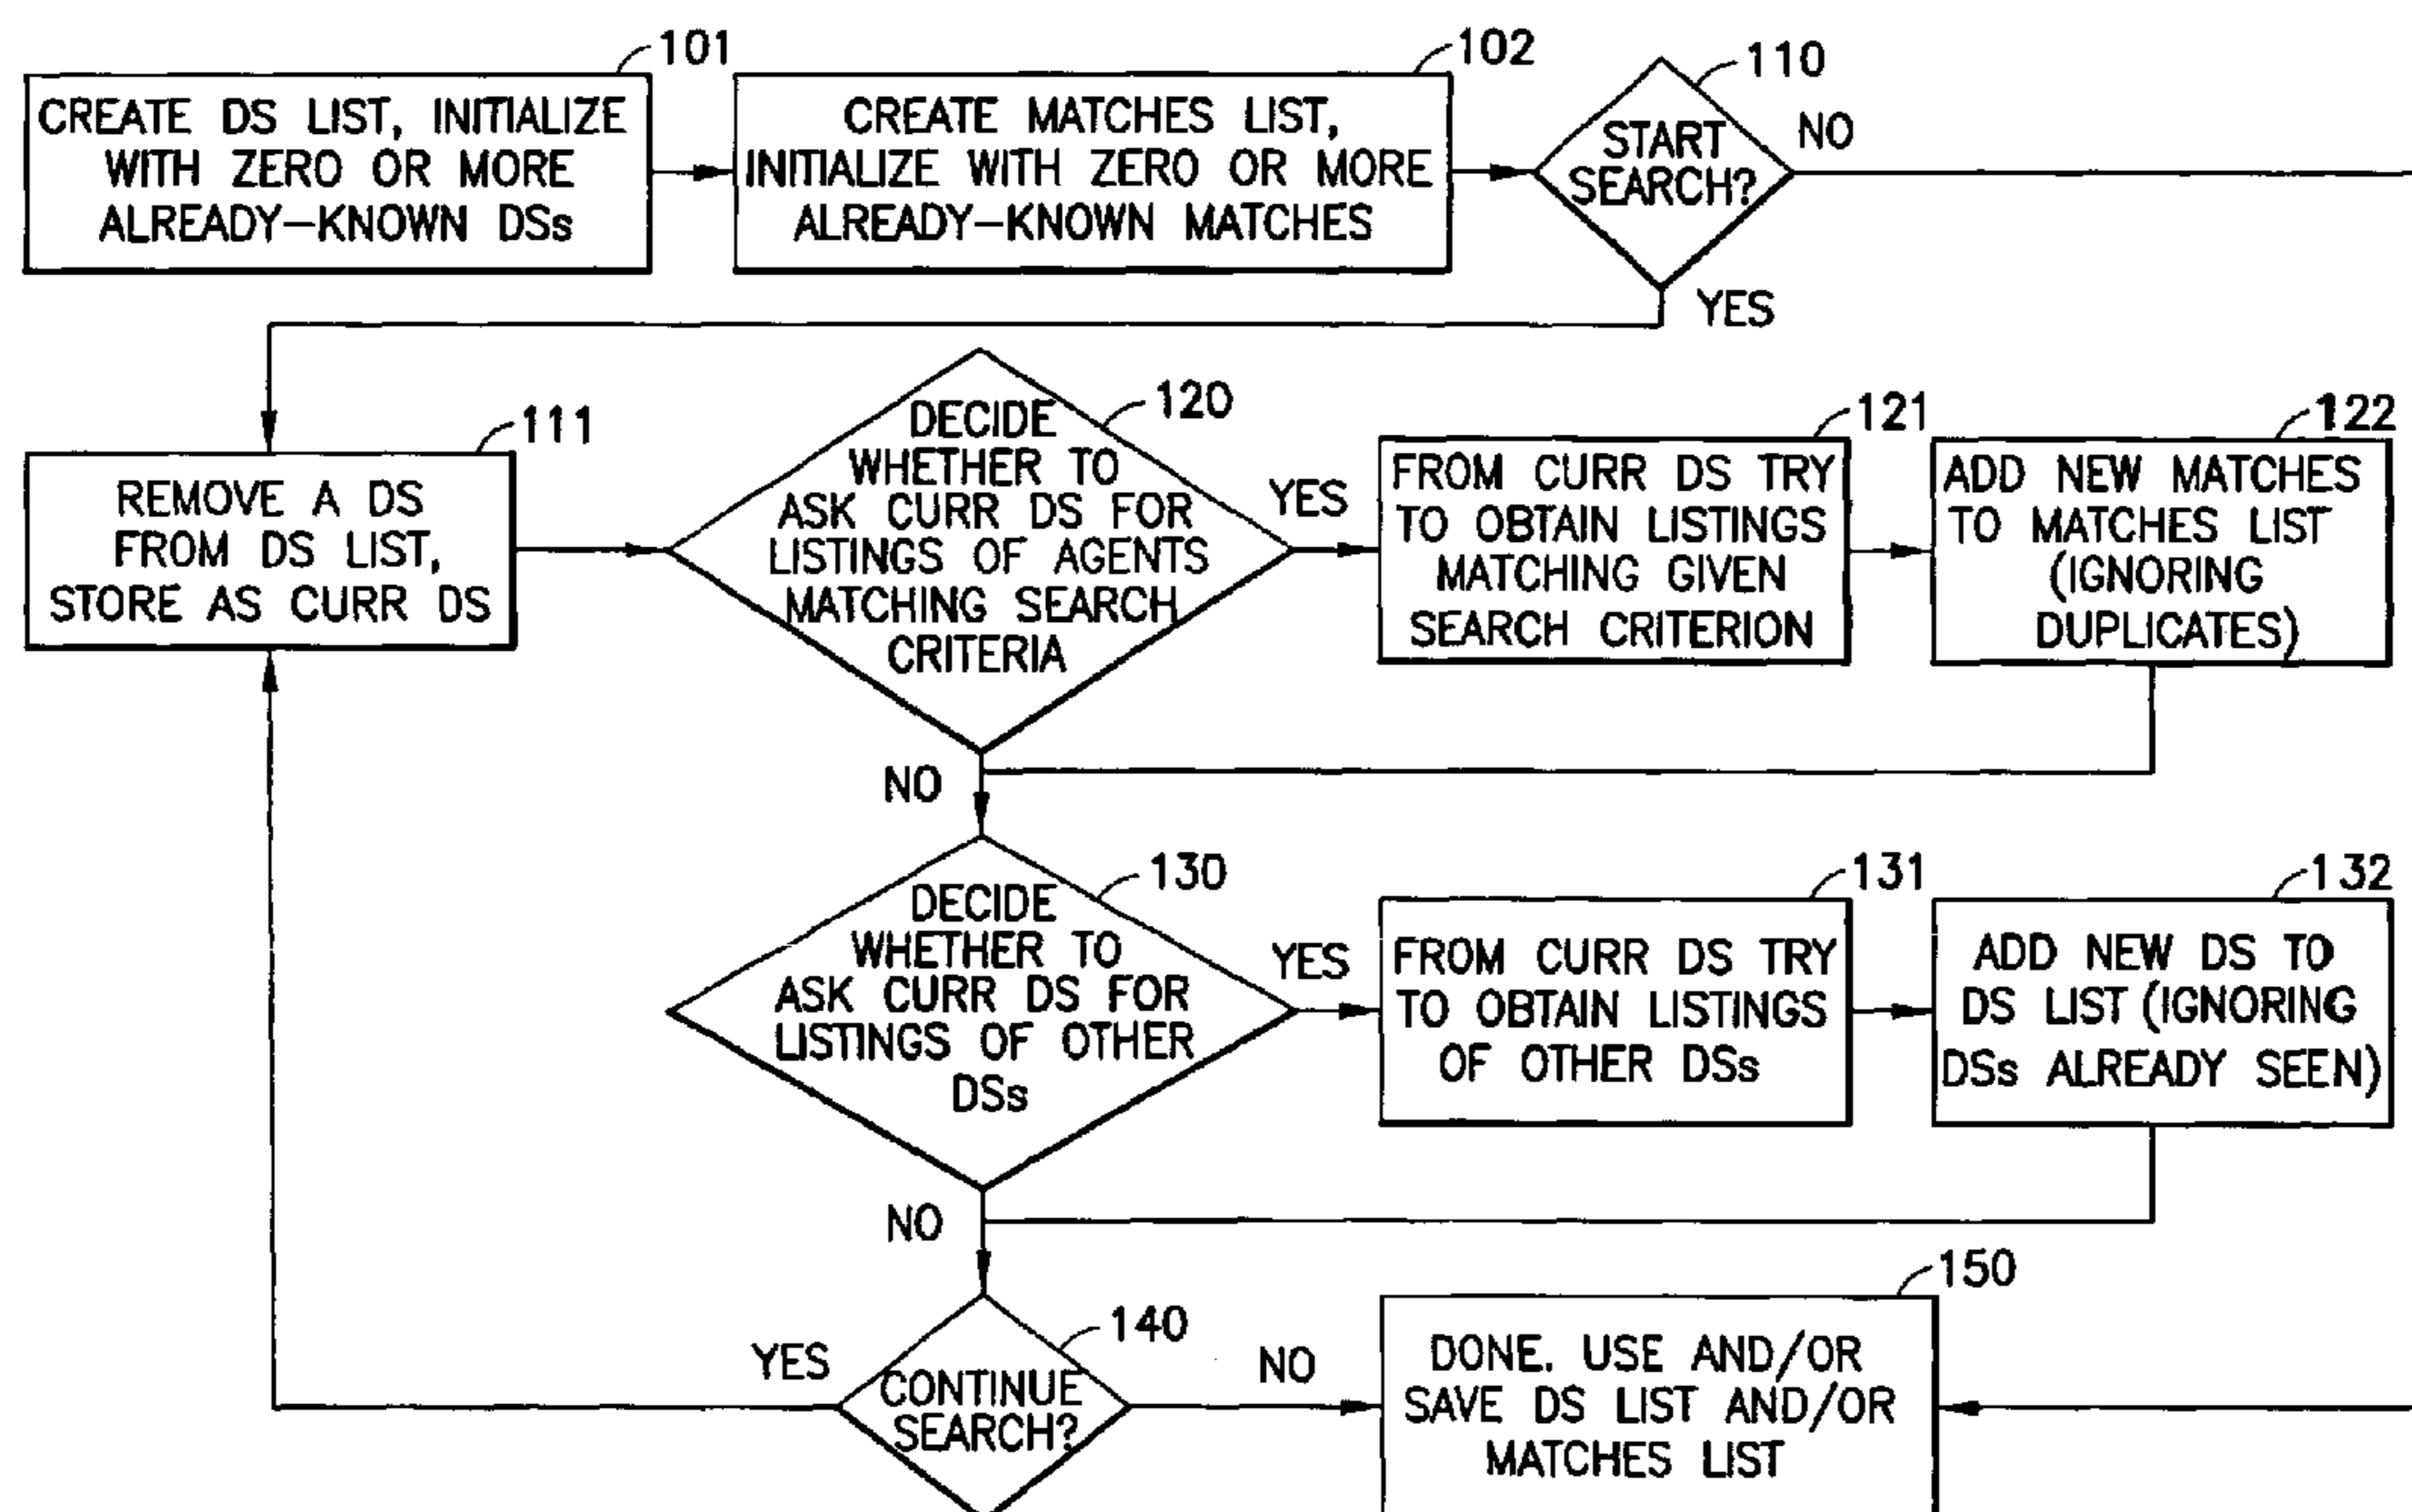 101
CREATE DS LIST, INITIALIZE
WITH ZERO OR MORE
ALREADY-KNOWN DSs
102
CREATE MATCHES LIST,
INITIALIZE WITH ZERO OR MORE
ALREADY-KNOWN MATCHES
110
START
SEARCH?
NO
YES
111
REMOVE A DS
FROM DS LIST,
STORE AS CURR DS
120
DECIDE
WHETHER TO
ASK CURR DS FOR
LISTINGS OF AGENTS
MATCHING SEARCH
CRITERIA
YES
NO
121
FROM CURR DS TRY
TO OBTAIN LISTINGS
MATCHING GIVEN
SEARCH CRITERION
122
ADD NEW MATCHES
TO MATCHES LIST
(IGNORING
DUPLICATES)
130
DECIDE
WHETHER TO
ASK CURR DS FOR
LISTINGS OF OTHER
DSs
YES
NO
131
FROM CURR DS TRY
TO OBTAIN LISTINGS
OF OTHER DSs
132
ADD NEW DS TO
DS LIST (IGNORING
DSs ALREADY SEEN)
140
CONTINUE
SEARCH?
YES
NO
150
DONE. USE AND/OR
SAVE DS LIST AND/OR
MATCHES LIST